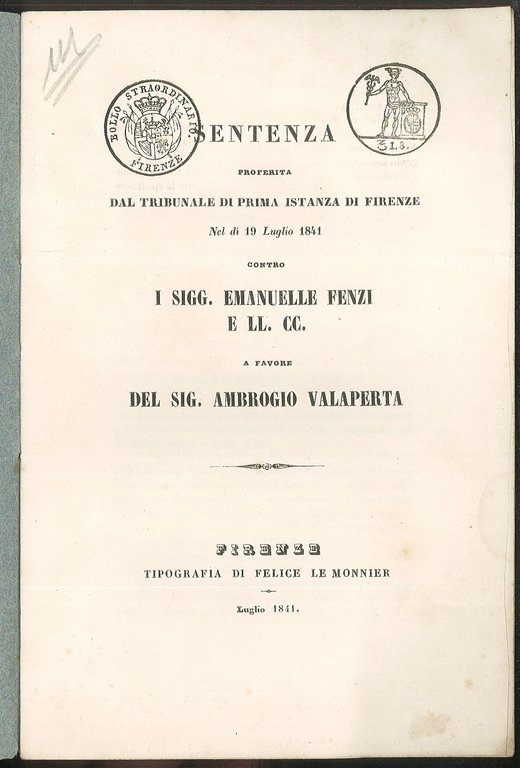 BOLLO STRAORDINARIO.
FIRENZE
SENTENZA
PROFERITA
DAL TRIBUNALE DI PRIMA ISTANZA DI FIRENZE
Nel dì 19 Luglio 1841
CONTRO
I SIGG. EMANUELLE FENZI
E LL. CC.
A FAVORE
DEL SIG. AMBROGIO VALAPERTA
FIRENZE
TIPOGRAFÍA DI FELICE LE MONNIER
Luglio 1841.